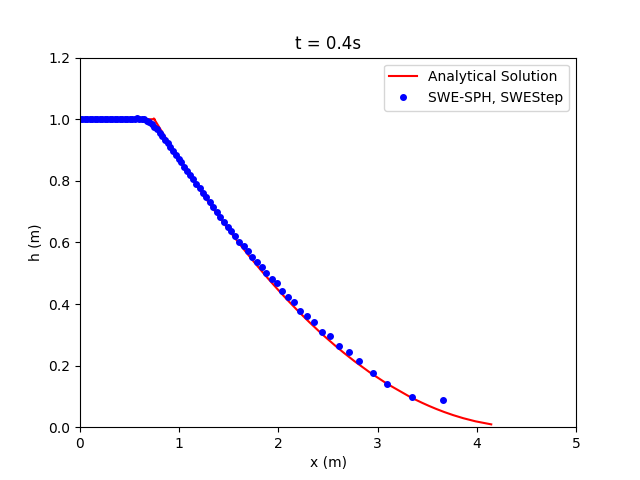 t = 0.4s
Analytical Solution
SWE-SPH, SWEStep
h (m)
1.2
1.0
0.8
0.6
0.4
0.2
0.0
0 1 2 3 4 5
x (m)